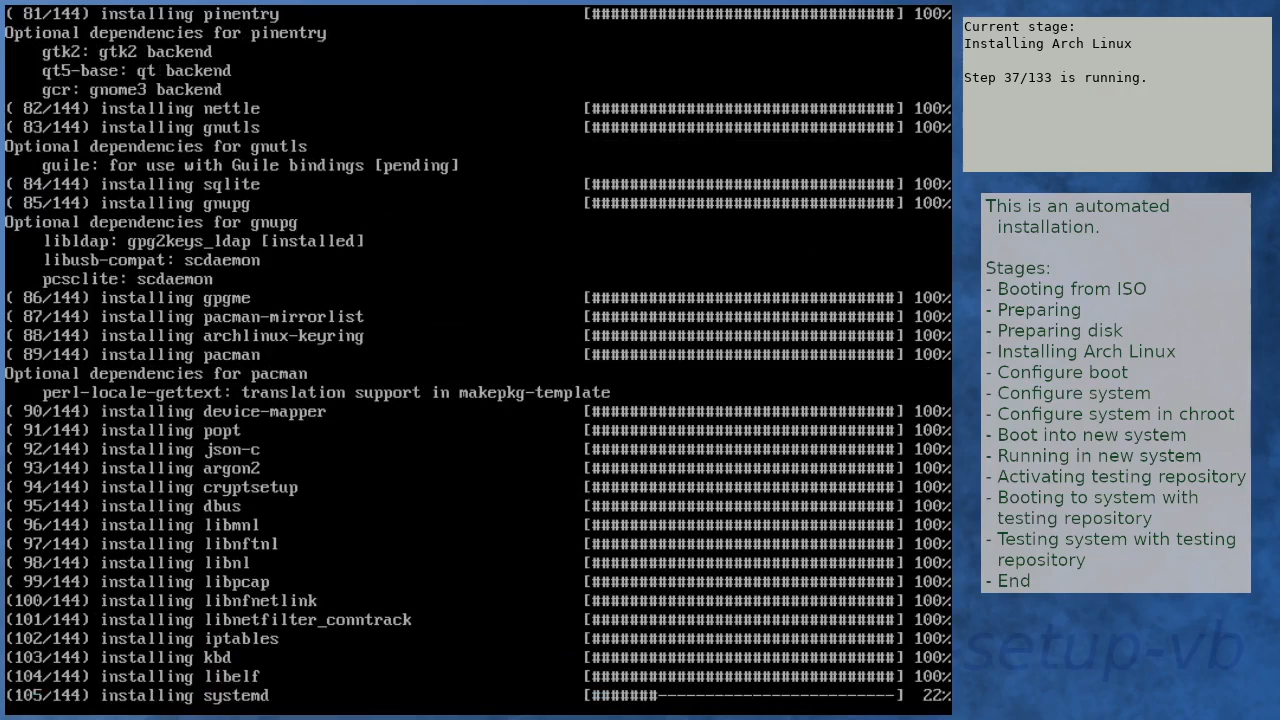 ( 81/144) installing pinentry [################################] 100%
Optional dependencies for pinentry
gtk2: gtk2 backend
qt5-base: qt backend
gcr: gnome3 backend
( 82/144) installing nettle [################################] 100%
( 83/144) installing gnutls [################################] 100%
Optional dependencies for gnutls
guile: for use with Guile bindings [pending]
( 84/144) installing sqlite [################################] 100%
( 85/144) installing gnupg [################################] 100%
Optional dependencies for gnupg
libldap: gpg2keys_ldap [installed]
libusb-compat: scdaemon
pcsclite: scdaemon
( 86/144) installing gpgme [################################] 100%
( 87/144) installing pacman-mirrorlist [################################] 100%
( 88/144) installing archlinux-keyring [################################] 100%
( 89/144) installing pacman [################################] 100%
Optional dependencies for pacman
perl-locale-gettext: translation support in makepkg-template
( 90/144) installing device-mapper [################################] 100%
( 91/144) installing popt [################################] 100%
( 92/144) installing json-c [################################] 100%
( 93/144) installing argon2 [################################] 100%
( 94/144) installing cryptsetup [################################] 100%
( 95/144) installing dbus [################################] 100%
( 96/144) installing libmnl [################################] 100%
( 97/144) installing libnftnl [################################] 100%
( 98/144) installing libnl [################################] 100%
( 99/144) installing libpcap [################################] 100%
(100/144) installing libnfnetlink [################################] 100%
(101/144) installing libnetfilter_conntrack [################################] 100%
(102/144) installing iptables [################################] 100%
(103/144) installing kbd [################################] 100%
(104/144) installing libelf [################################] 100%
(105/144) installing systemd [#######-------------------------] 22%
Current stage:
Installing Arch Linux
Step 37/133 is running.
This is an automated
installation.
Stages:
- Booting from ISO
- Preparing
- Preparing disk
- Installing Arch Linux
- Configure boot
- Configure system
- Configure system in chroot
- Boot into new system
- Running in new system
- Activating testing repository
- Booting to system with
testing repository
- Testing system with testing
repository
- End
setup-vb